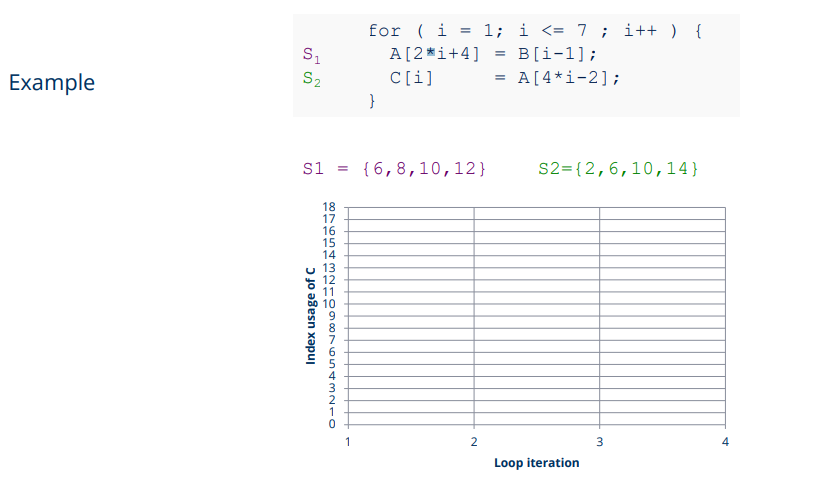 Example
for ( i = 1; i <= 7 ; i++ ) {
S1 A[2*i+4] = B[i-1];
S2 C[i] = A[4*i-2];
}
S1 = {6,8,10,12} S2={2,6,10,14}
18
17
16
15
14
13
12
11
10
9
8
7
6
5
4
3
2
1
0
Index usage of C
1 2 3 4
Loop iteration